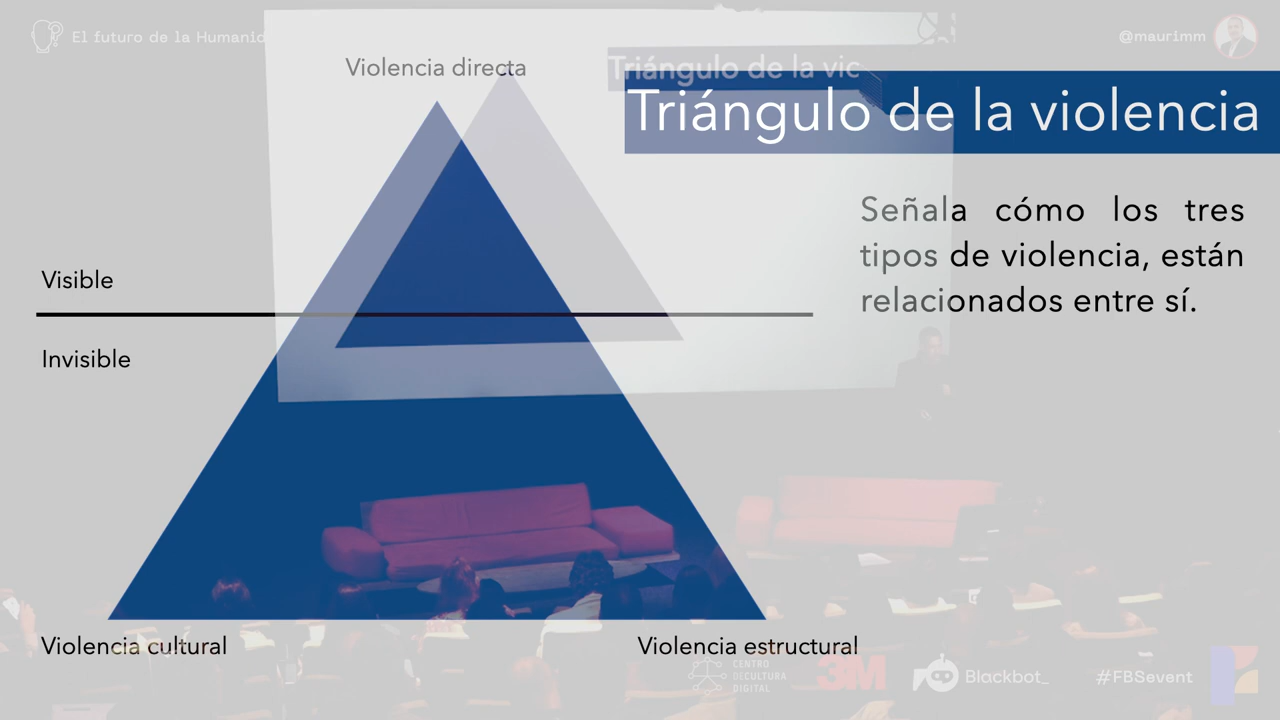 El futuro de la Humanid
@maur1mm
Violencia directa
Triángulo de la vic
Triángulo de la violencia
Señala cómo los tres
tipos de violencia, están
relacionados entre sí.
Visible
Invisible
Violencia cultural
Violencia estructural
CENTRO
DECULTURA
DIGITAL
3M
Blackbot_
#FBSevent